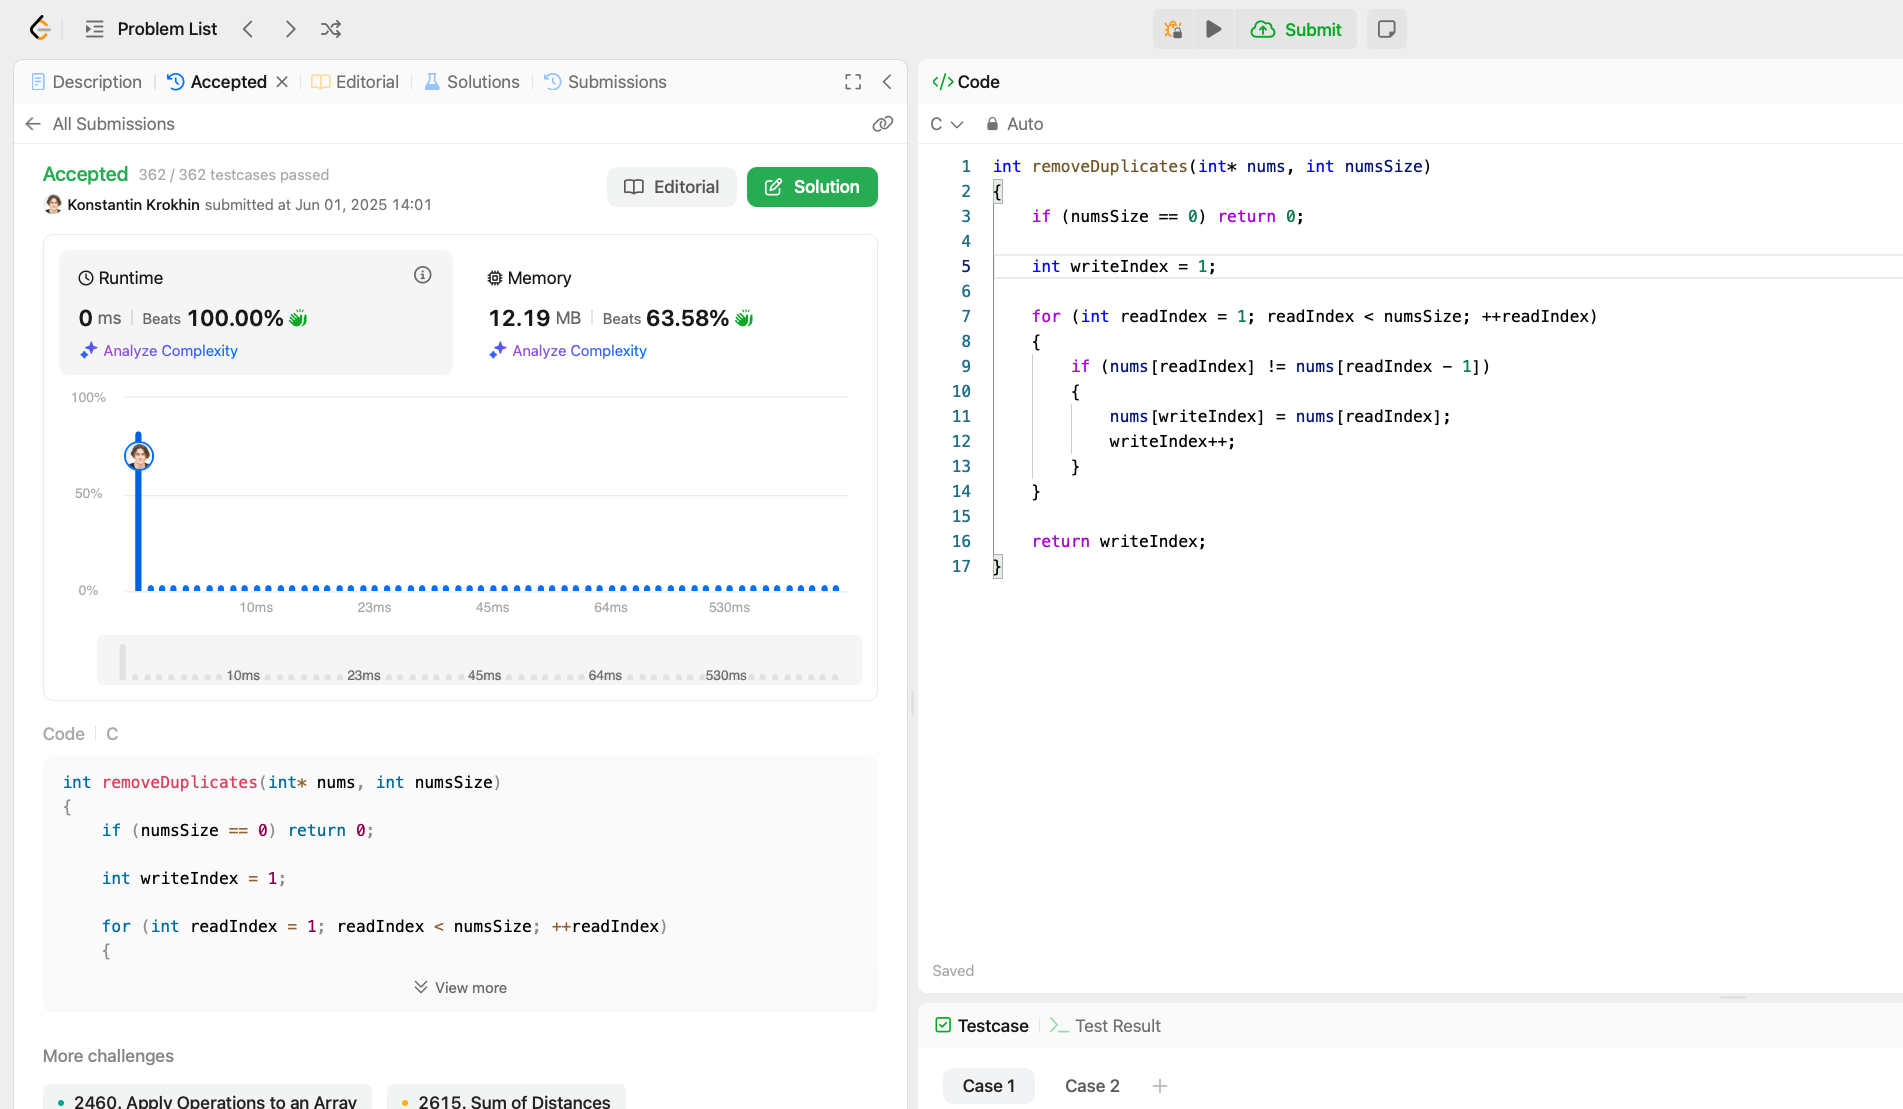 Problem List
Submit
Description
Accepted
Editorial
Solutions
Submissions
All Submissions
Accepted 362 / 362 testcases passed
Konstantin Krokhin submitted at Jun 01, 2025 14:01
Editorial
Solution
Runtime
0 ms Beats 100.00%
Analyze Complexity
Memory
12.19 MB Beats 63.58%
Analyze Complexity
100%
50%
0%
10ms 23ms 45ms 64ms 530ms
10ms 23ms 45ms 64ms 530ms
Code C
int removeDuplicates(int* nums, int numsSize)
{
    if (numsSize == 0) return 0;
    int writeIndex = 1;
    for (int readIndex = 1; readIndex < numsSize; ++readIndex)
    {
View more
More challenges
2460. Apply Operations to an Array
2615. Sum of Distances
</> Code
C Auto
1 int removeDuplicates(int* nums, int numsSize)
2 {
3     if (numsSize == 0) return 0;
4
5     int writeIndex = 1;
6
7     for (int readIndex = 1; readIndex < numsSize; ++readIndex)
8     {
9         if (nums[readIndex] != nums[readIndex - 1])
10         {
11             nums[writeIndex] = nums[readIndex];
12             writeIndex++;
13         }
14     }
15
16     return writeIndex;
17 }
Saved
Testcase
Test Result
Case 1
Case 2